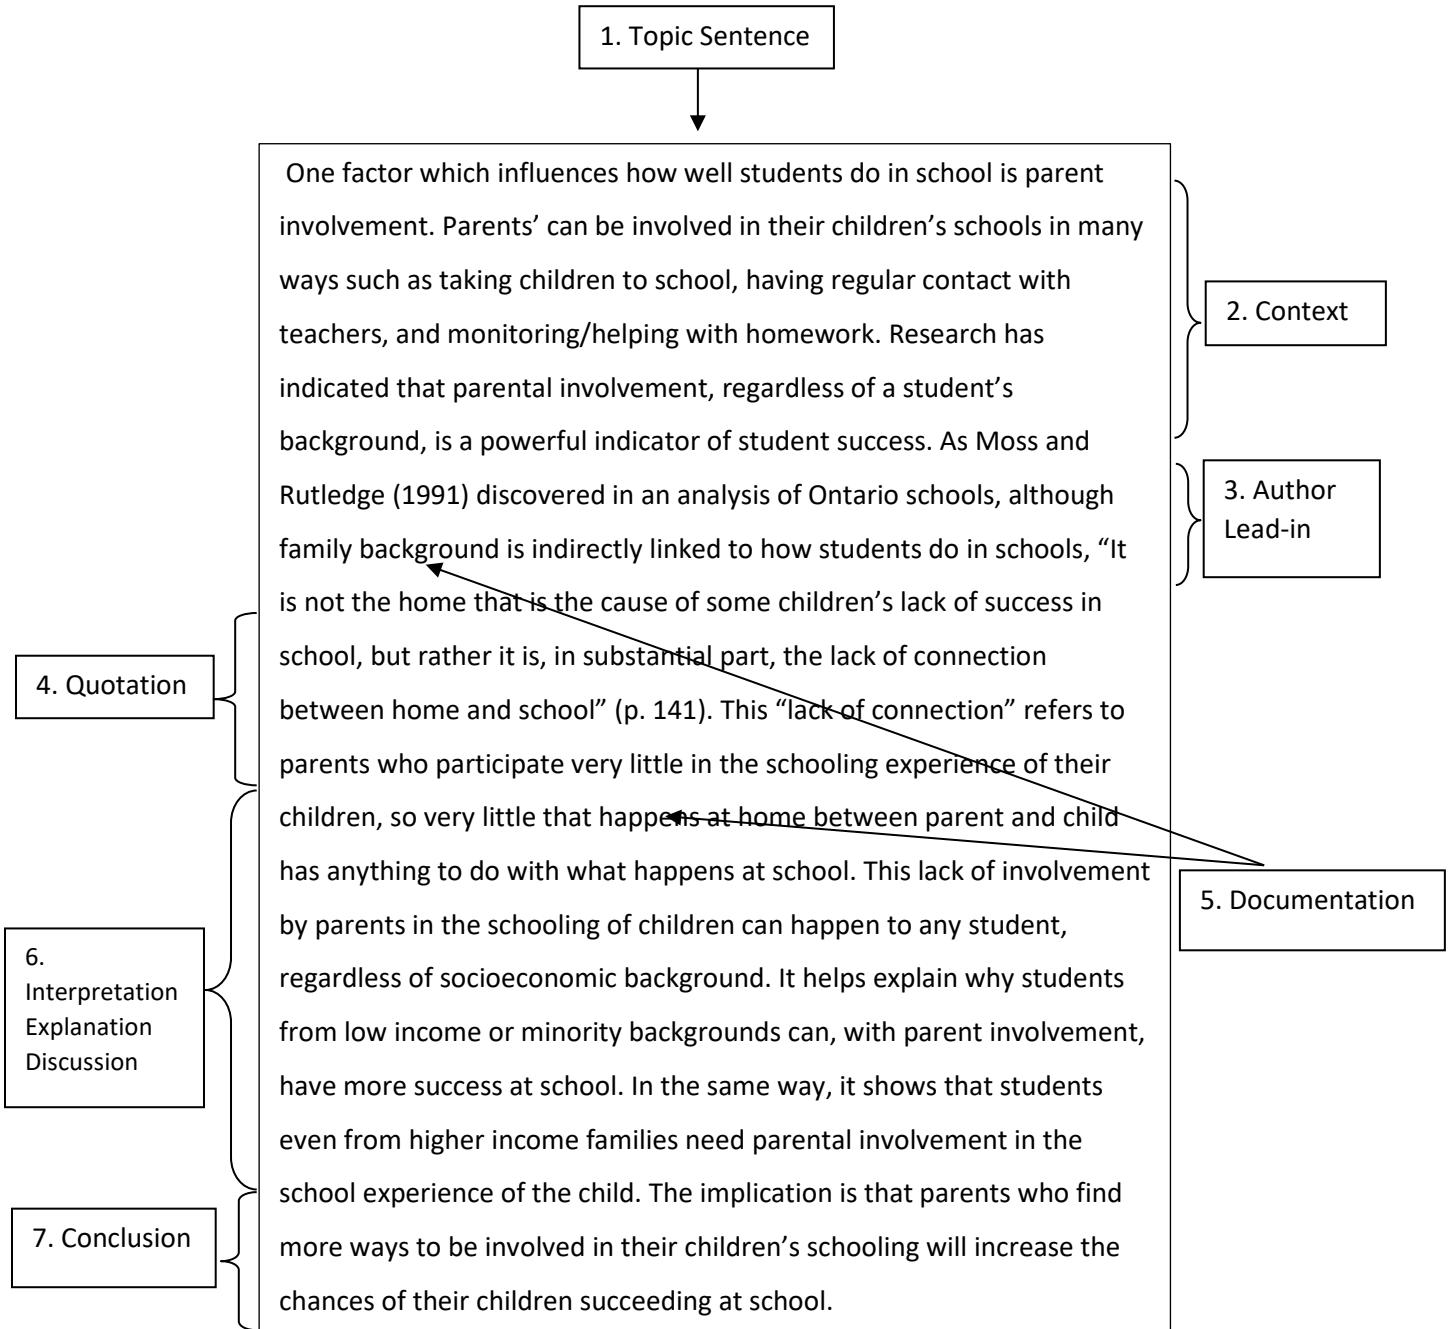 1. Topic Sentence
One factor which influences how well students do in school is parent
involvement. Parents’ can be involved in their children’s schools in many
ways such as taking children to school, having regular contact with
teachers, and monitoring/helping with homework. Research has
indicated that parental involvement, regardless of a student’s
background, is a powerful indicator of student success. As Moss and
Rutledge (1991) discovered in an analysis of Ontario schools, although
family background is indirectly linked to how students do in schools, “It
is not the home that is the cause of some children’s lack of success in
school, but rather it is, in substantial part, the lack of connection
between home and school” (p. 141). This “lack of connection” refers to
parents who participate very little in the schooling experience of their
children, so very little that happens at home between parent and child
has anything to do with what happens at school. This lack of involvement
by parents in the schooling of children can happen to any student,
regardless of socioeconomic background. It helps explain why students
from low income or minority backgrounds can, with parent involvement,
have more success at school. In the same way, it shows that students
even from higher income families need parental involvement in the
school experience of the child. The implication is that parents who find
more ways to be involved in their children’s schooling will increase the
chances of their children succeeding at school.
2. Context
3. Author
Lead-in
4. Quotation
5. Documentation
6.
Interpretation
Explanation
Discussion
7. Conclusion